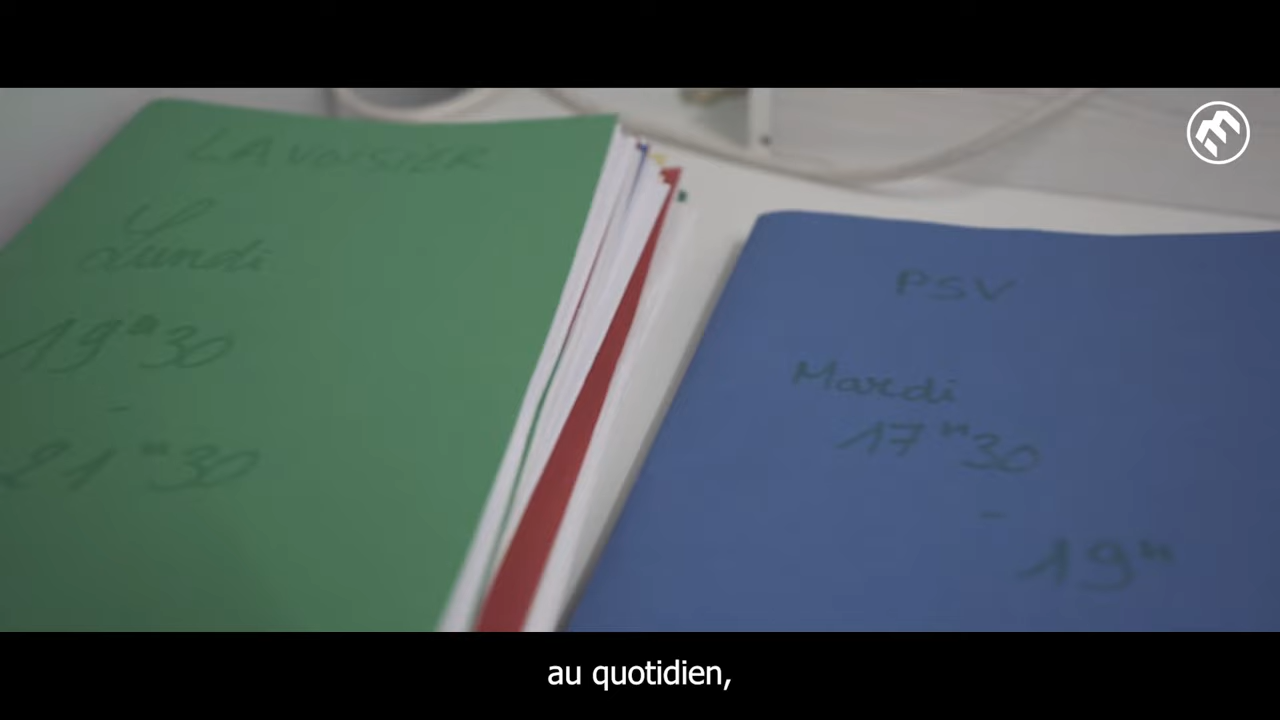 LAVOISIER
Lundi
19h30
-
21h30
PSV
Mardi
17h30
-
19h
au quotidien,